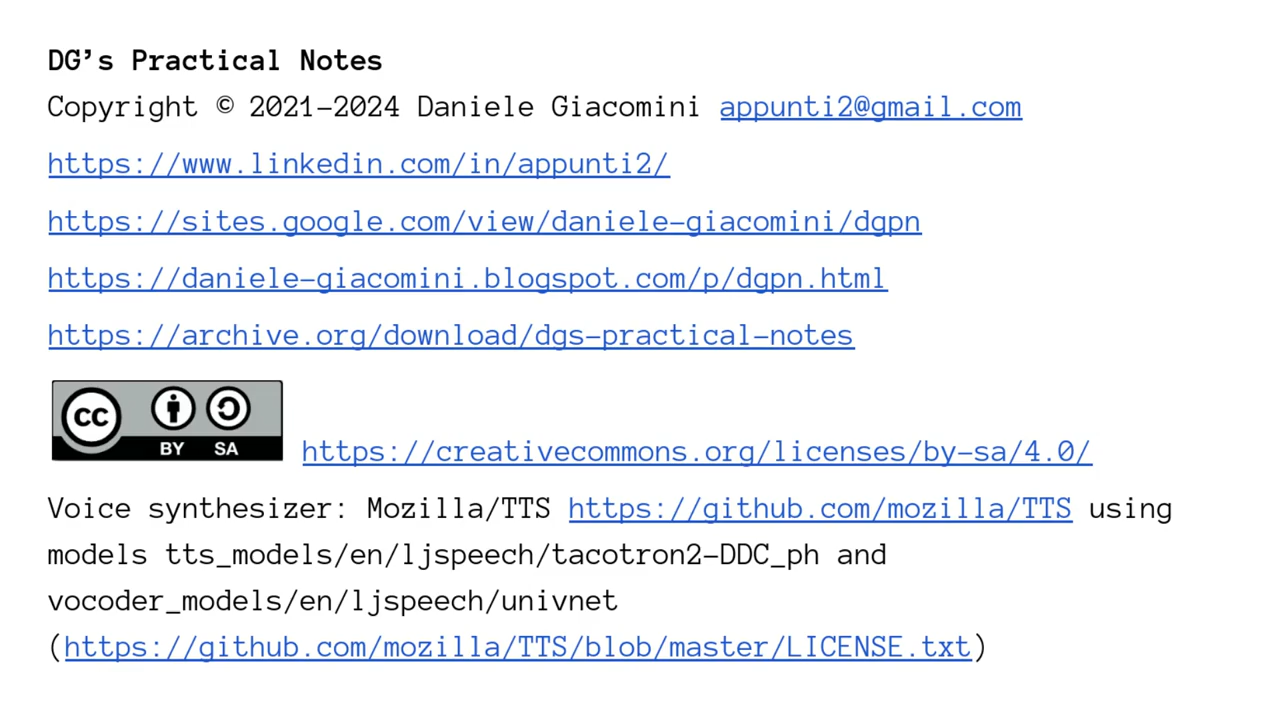 DG’s Practical Notes
Copyright © 2021-2024 Daniele Giacomini appunti2@gmail.com
https://www.linkedin.com/in/appunti2/
https://sites.google.com/view/daniele-giacomini/dgpn
https://daniele-giacomini.blogspot.com/p/dgpn.html
https://archive.org/download/dgs-practical-notes
CC BY SA https://creativecommons.org/licenses/by-sa/4.0/
Voice synthesizer: Mozilla/TTS https://github.com/mozilla/TTS using
models tts_models/en/ljspeech/tacotron2-DDC_ph and
vocoder_models/en/ljspeech/univnet
(https://github.com/mozilla/TTS/blob/master/LICENSE.txt)